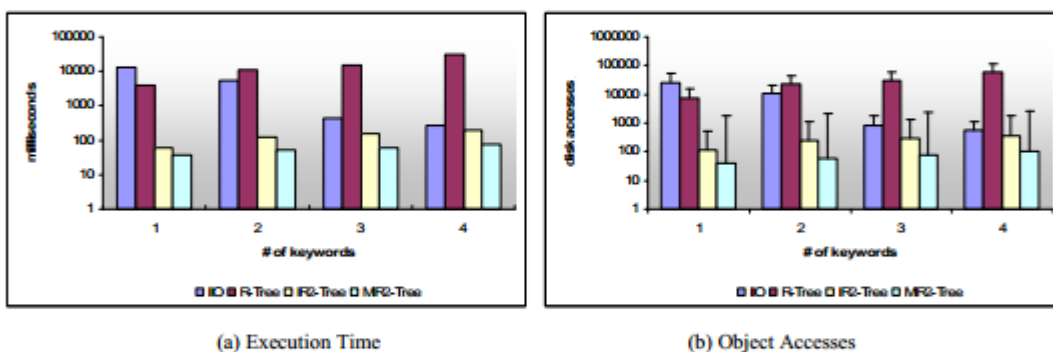 100000
10000
1000
100
10
1
milliseconds
1 2 3 4
# of keywords
IIO R-Tree IR2-Tree MIR2-Tree
(a) Execution Time
1000000
100000
10000
1000
100
10
1
disk accesses
1 2 3 4
# of keywords
IIO R-Tree IR2-Tree MIR2-Tree
(b) Object Accesses